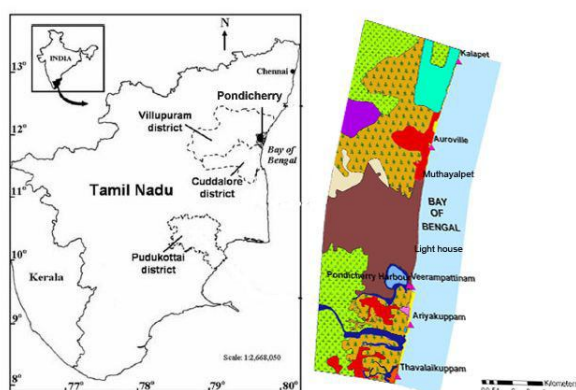 N
INDIA
13°
Chennai
Pondicherry
Villupuram
district
12°
Bay of
Bengal
Tamil Nadu
Cuddalore
district
11°
10°
Pudukottai
district
Kerala
9°
Scale: 1:2,668,050
8°
77°
78°
79°
80°
Kalapet
Auroville
Muthayalpet
BAY
OF
BENGAL
Light house
Pondicherry Harbou
Veerampattinam
Ariyakuppam
Thavalaikuppam
Kilometers